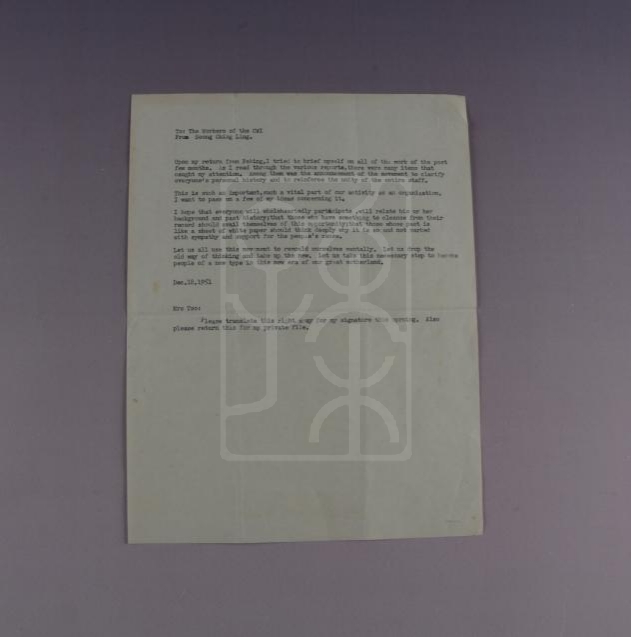 To: The Workers of the CWI
From Soong Ching Ling.
Upon my return from Peking,I tried to brief myself on all of the work of the past
few months. As I read through the various reports,there were many items that
caught my attention. Among them was the announcement of the movement to clarify
everyone's personal history and to reinforce the unity of the entire staff.
This is such an important,such a vital part of our activity as an organization,
I want to pass on a few of my ideas concerning it.
I hope that everyone will wholeheartedly participate ,will relate his or her
background and past history;that those who have something to cleanse from their
record should avail themselves of this opportunity;that those whose past is
like a sheet of white paper should think deeply why it is so and not marked
with sympathy and support for the people's cause.
Let us all use this movement to remould ourselves mentally. Let us drop the
old way of thinking and take up the new. Let us take this necessary step to become
people of a new type in this new era of our great motherland.
Dec.12,1951
Mrs Tso:
Please translate this right away for my signature this morning. Also
please return this for my private file.